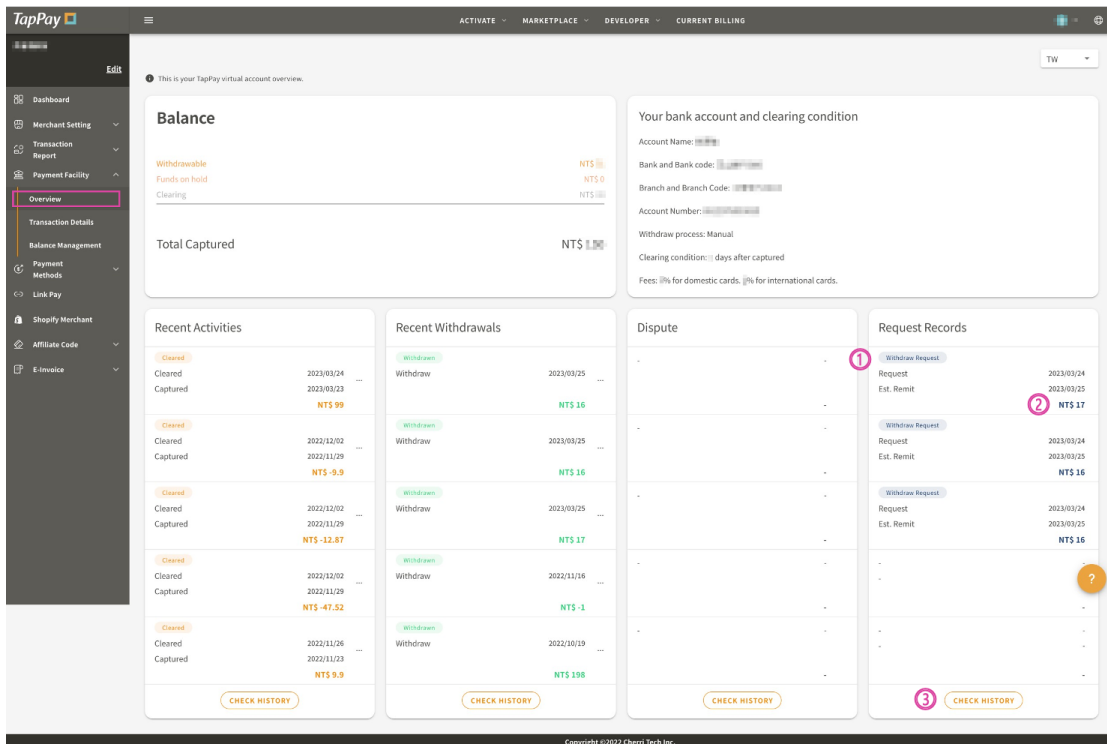 TapPay
ACTIVATE
MARKETPLACE
DEVELOPER
CURRENT BILLING
Edit
Dashboard
Merchant Setting
Transaction
Report
Payment Facility
Overview
Transaction Details
Balance Management
Payment
Methods
Link Pay
Shopify Merchant
Affiliate Code
E-Invoice
TW
This is your TapPay virtual account overview.
Balance
Withdrawable NT$
Funds on hold NT$ 0
Clearing NT$
Total Captured NT$
Your bank account and clearing condition
Account Name:
Bank and Bank code:
Branch and Branch Code:
Account Number:
Withdraw process: Manual
Clearing condition: days after captured
Fees: % for domestic cards, % for international cards.
Recent Activities
Cleared
Cleared 2023/03/24 ...
Captured 2023/03/23
NT$ 99
Cleared
Cleared 2022/12/02 ...
Captured 2022/11/29
NT$ -9.9
Cleared
Cleared 2022/12/02 ...
Captured 2022/11/29
NT$ -12.87
Cleared
Cleared 2022/12/02 ...
Captured 2022/11/29
NT$ -47.52
Cleared
Cleared 2022/11/26 ...
Captured 2022/11/23
NT$ 9.9
CHECK HISTORY
Recent Withdrawals
Withdrawn
Withdraw 2023/03/25 ...
NT$ 16
Withdrawn
Withdraw 2023/03/25 ...
NT$ 16
Withdrawn
Withdraw 2023/03/25 ...
NT$ 17
Withdrawn
Withdraw 2022/11/16 ...
NT$ -1
Withdrawn
Withdraw 2022/10/19 ...
NT$ 198
CHECK HISTORY
Dispute
- -
-
- -
-
- -
-
- -
-
- -
-
CHECK HISTORY
Request Records
① Withdraw Request
Request 2023/03/24
Est. Remit 2023/03/25
② NT$ 17
Withdraw Request
Request 2023/03/24
Est. Remit 2023/03/25
NT$ 16
Withdraw Request
Request 2023/03/24
Est. Remit 2023/03/25
NT$ 16
- -
-
-
- -
- -
-
③ CHECK HISTORY
?
Copyright ©2022 Cherri Tech Inc.